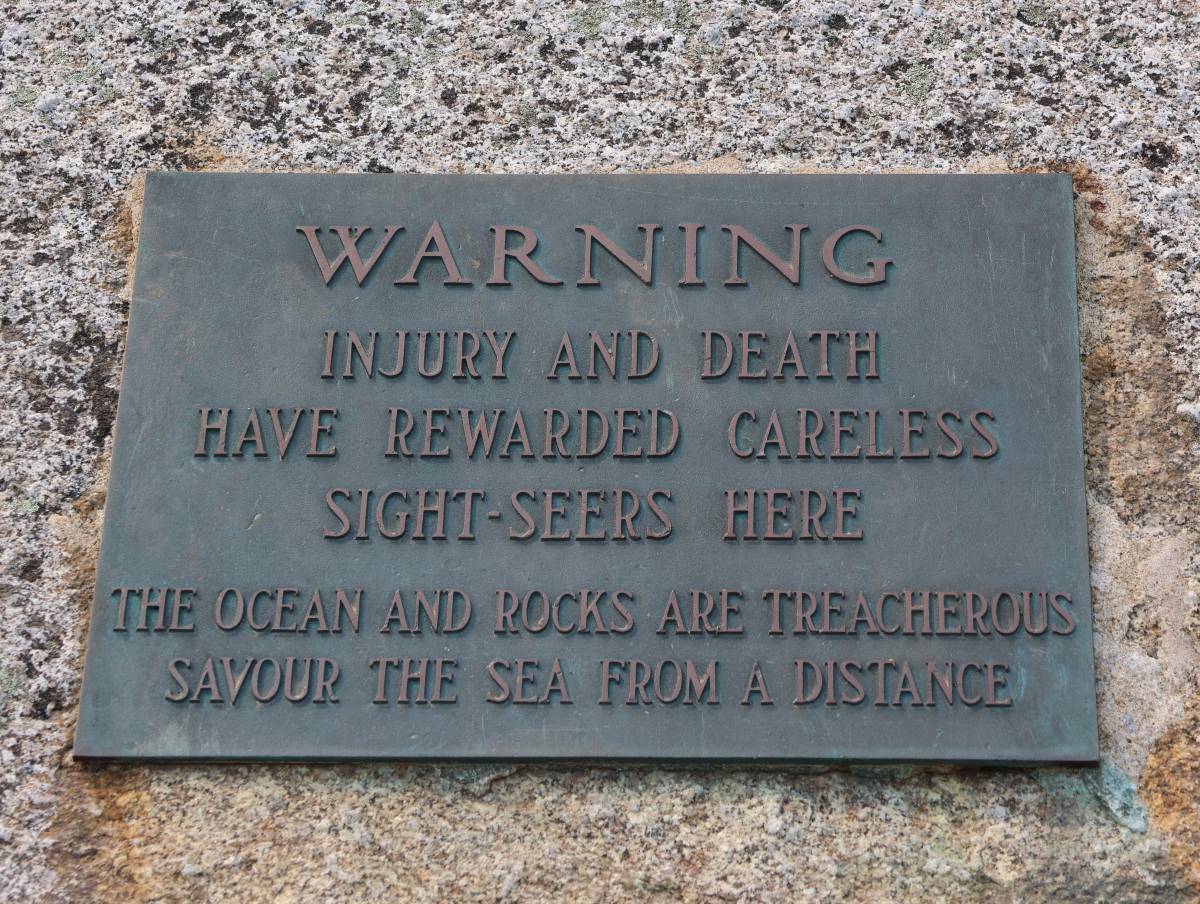 WARNING
INJURY AND DEATH
HAVE REWARDED CARELESS
SIGHT-SEERS HERE
THE OCEAN AND ROCKS ARE TREACHEROUS
SAVOUR THE SEA FROM A DISTANCE